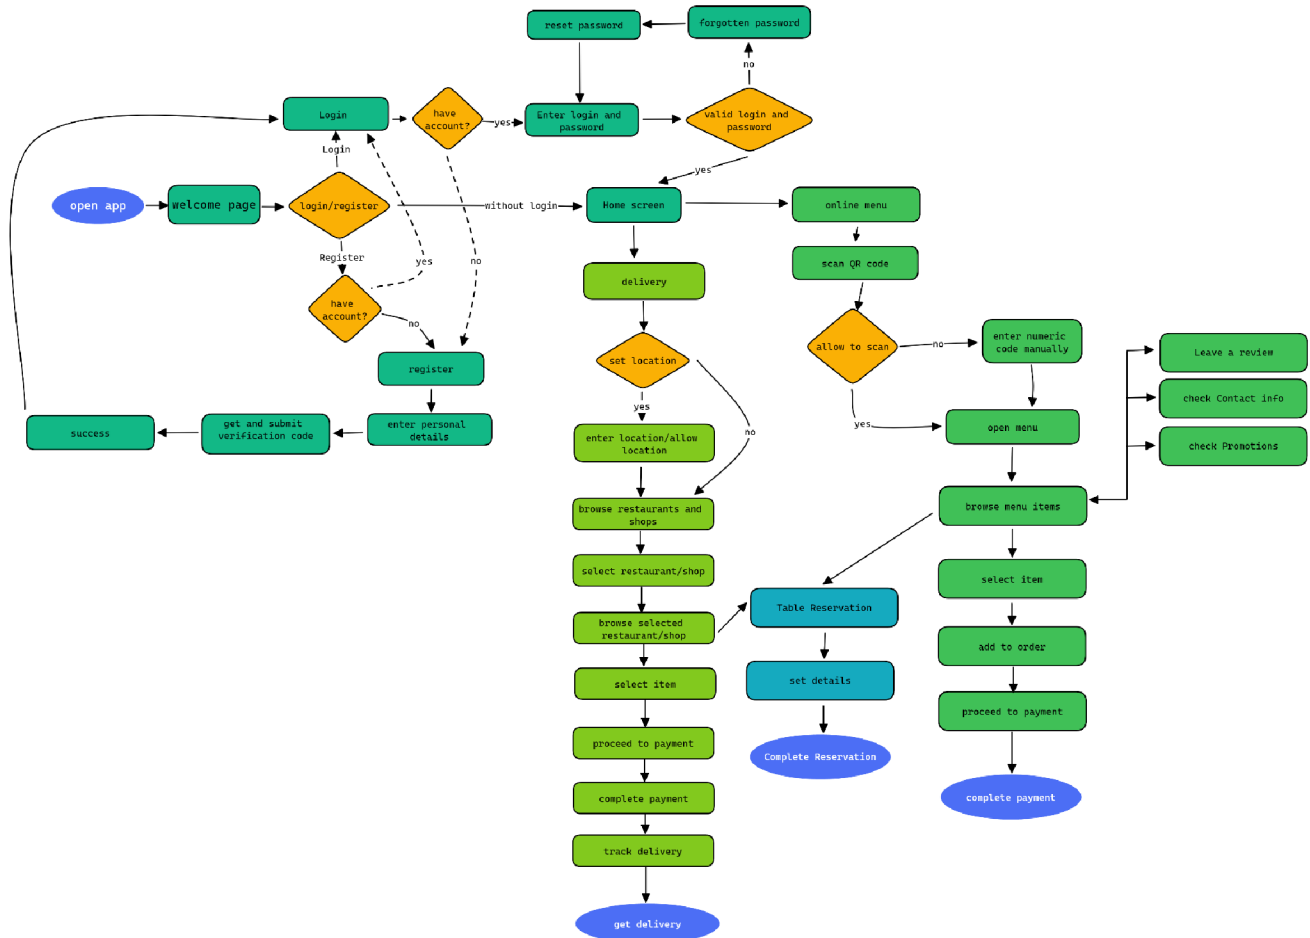 reset password
forgotten password
no
Login
have
account?
yes
Enter login and
password
valid login and
password
Login
yes
open app
welcome page
login/register
without login
Home screen
online menu
Register
yes
no
scan QR code
delivery
have
account?
no
set location
allow to scan
no
enter numeric
code manually
Leave a review
register
yes
no
check Contact info
success
get and submit
verification code
enter personal
details
enter location/allow
location
yes
open menu
check Promotions
browse restaurants and
shops
browse menu items
select restaurant/shop
select item
Table Reservation
browse selected
restaurant/shop
add to order
select item
set details
proceed to payment
proceed to payment
Complete Reservation
complete payment
complete payment
track delivery
get delivery